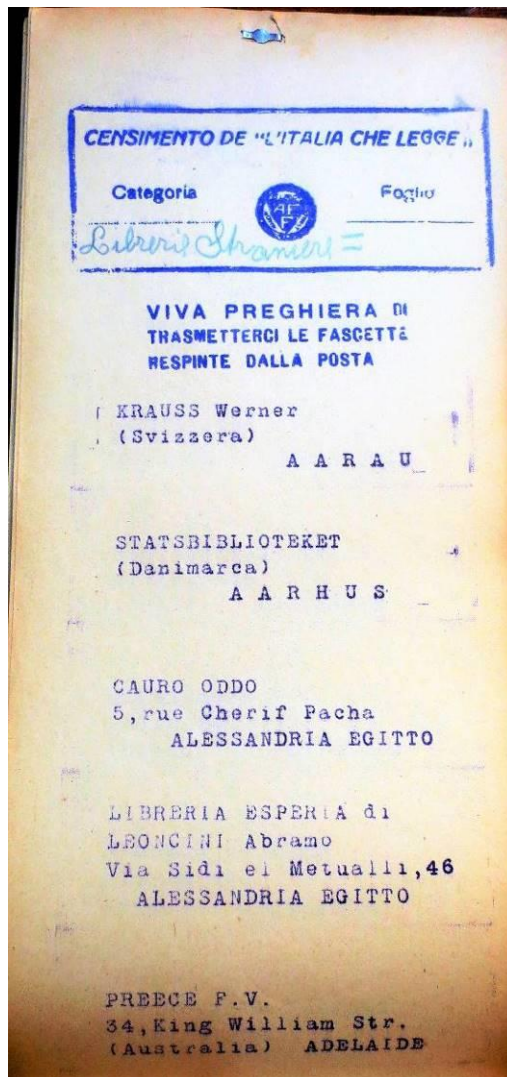 CENSIMENTO DE "L'ITALIA CHE LEGGE"
Categoria Foglio
AFF
Librerie Straniere =
VIVA PREGHIERA DI
TRASMETTERCI LE FASCETTE
RESPINTE DALLA POSTA
KRAUSS Werner
(Svizzera)
A A R A U
STATSBIBLIOTEKET
(Danimarca)
A A R H U S
CAURO ODDO
5,rue Cherif Pacha
ALESSANDRIA EGITTO
LIBRERIA ESPERIA di
LEONCINI Abramo
Via Sidi el Metualli,46
ALESSANDRIA EGITTO
PREECE F.V.
34,King William Str.
(Australia) ADELAIDE